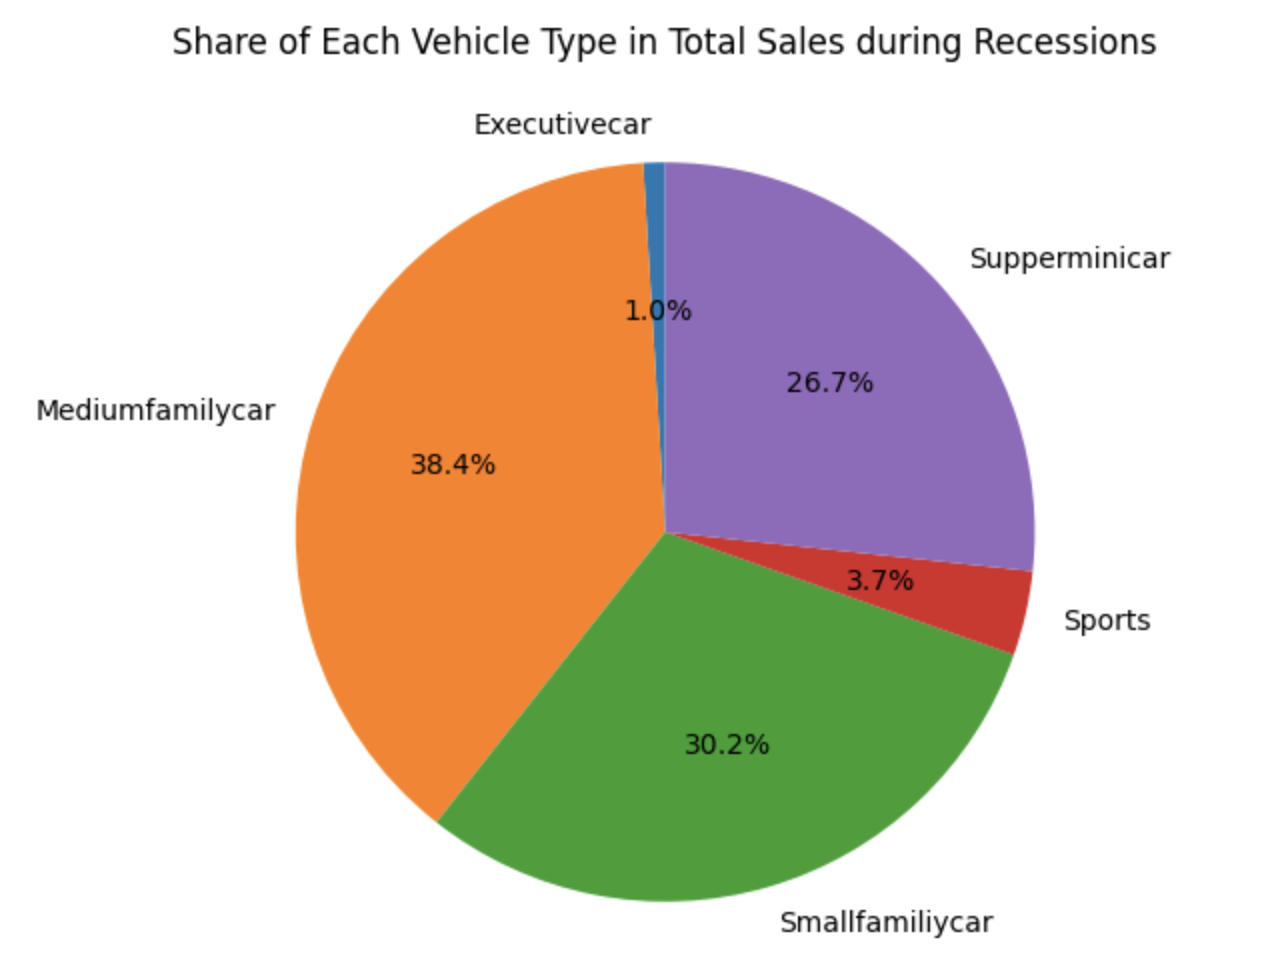 Share of Each Vehicle Type in Total Sales during Recessions
Executivecar
Supperminicar
1.0%
26.7%
Mediumfamilycar
38.4%
3.7%
Sports
30.2%
Smallfamiliycar